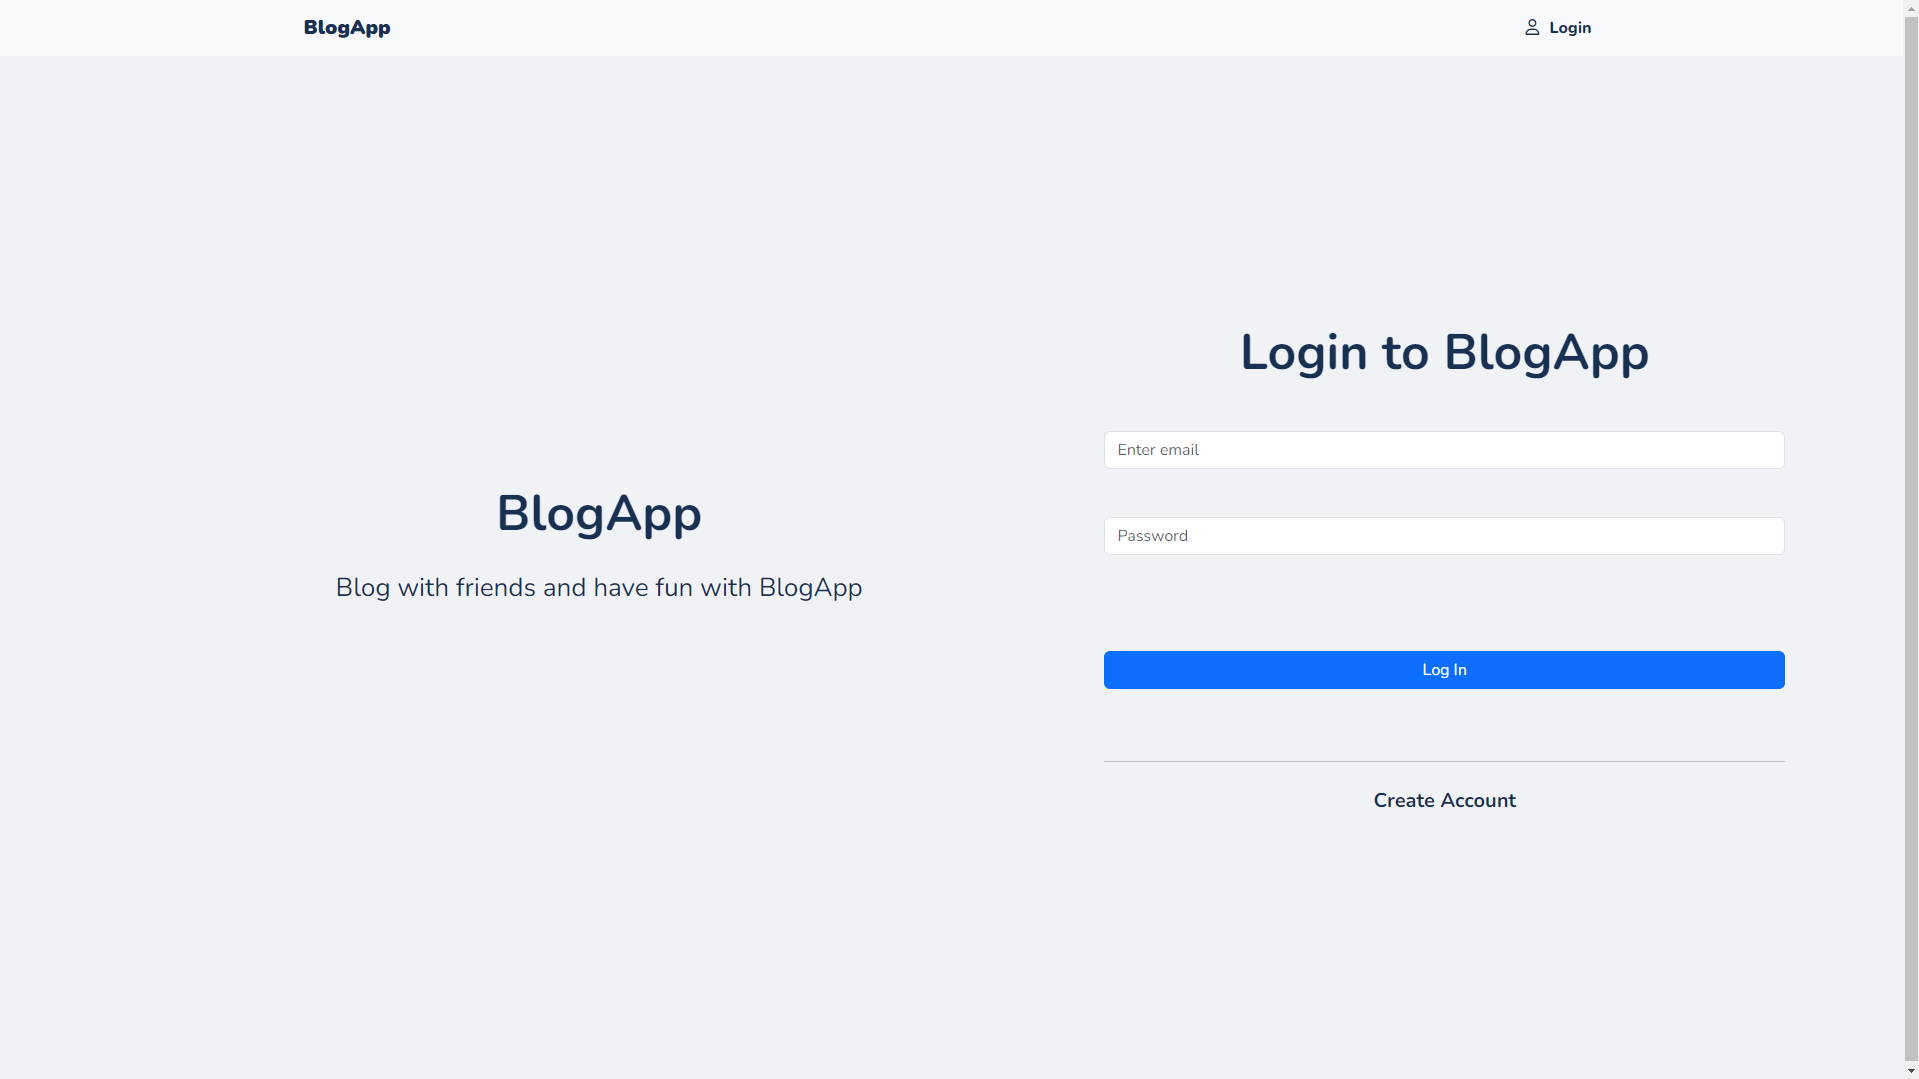 BlogApp
Login
BlogApp
Blog with friends and have fun with BlogApp
Login to BlogApp
Enter email
Password
Log In
Create Account